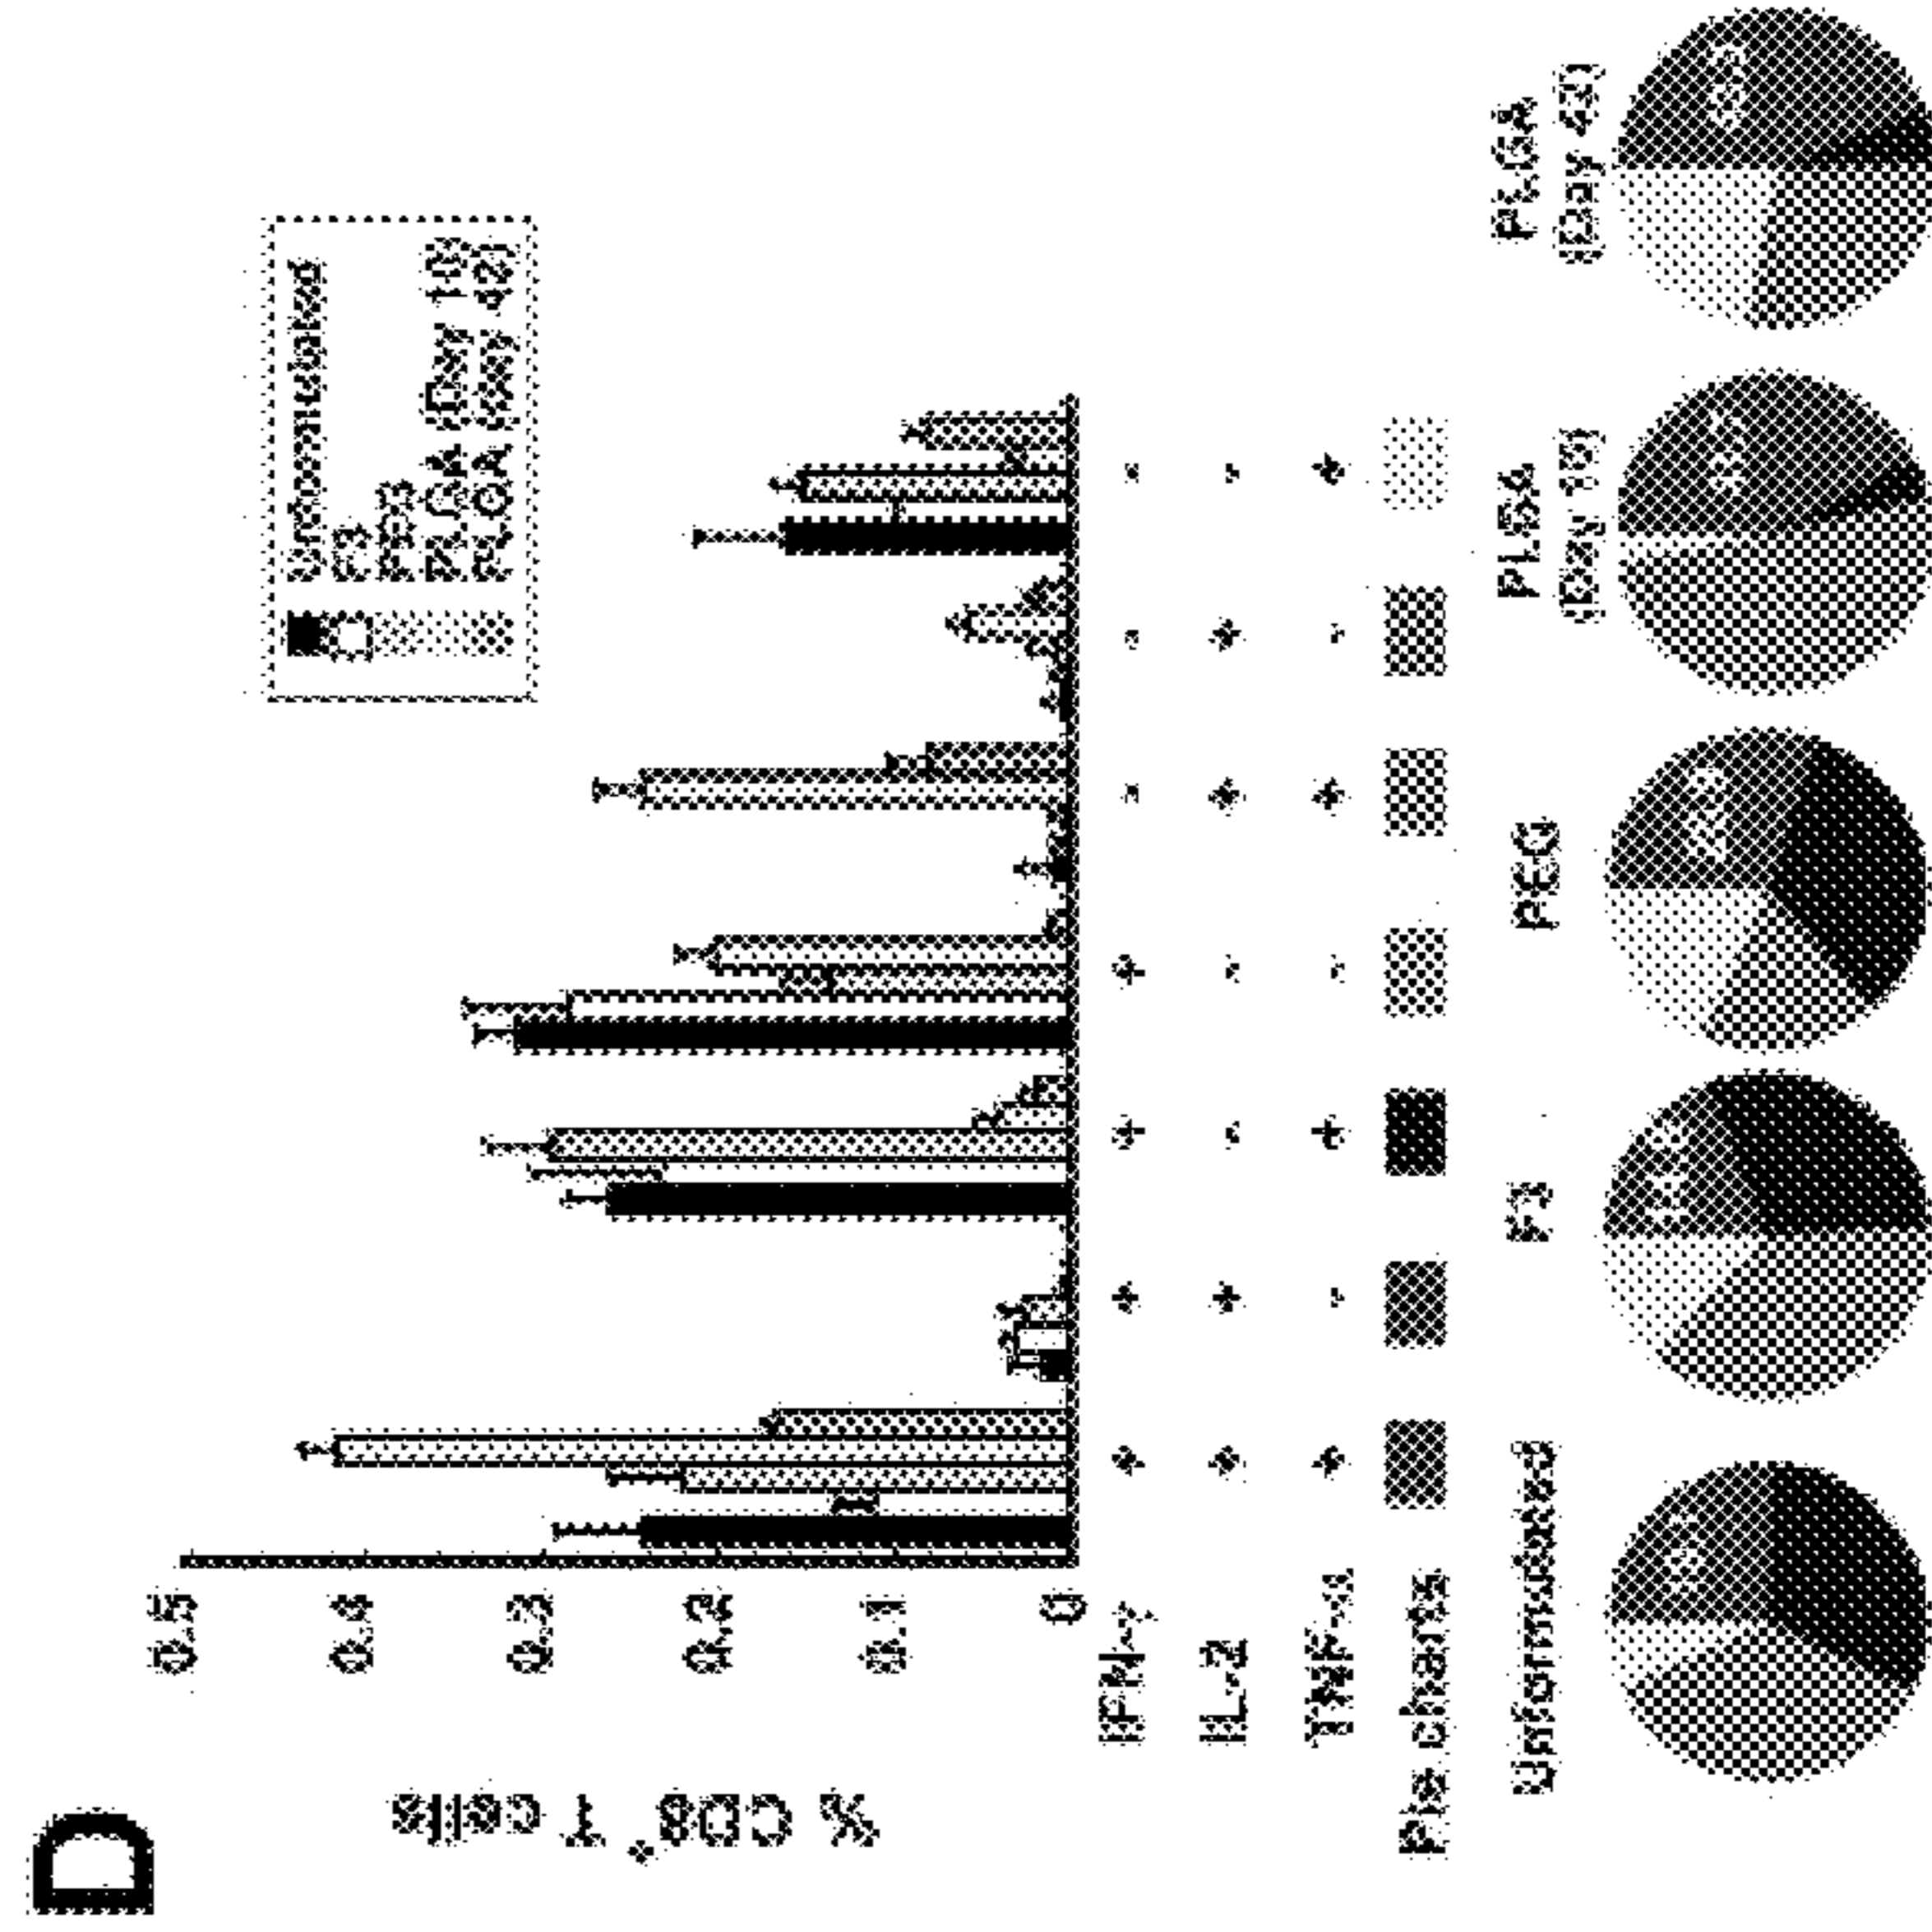 D
% CD8+ T cells
0.5
0.4
0.3
0.2
0.1
0
Unformulated
F3
PEG
PLGA (Day 10)
PLGA (Day 42)
IFN-γ + + + + - - -
IL-2 + + - - + + -
TNF-α + - + - + - +
Pie charts
Unformulated
F3
PEG
PLGA
(Day 10)
PLGA
(Day 42)